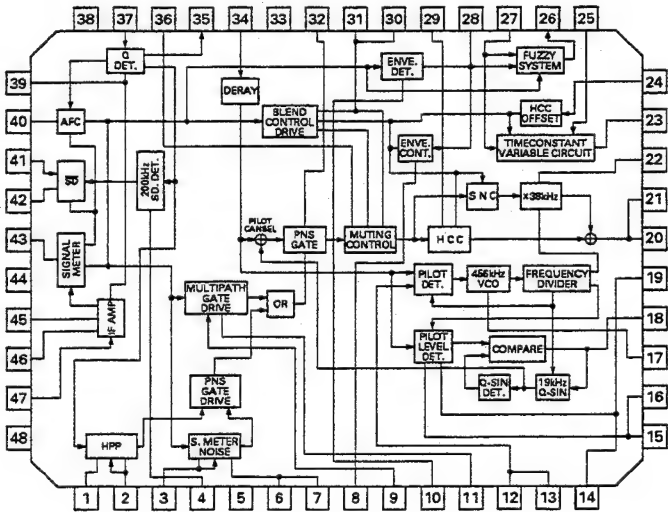 38 37 36 35 34 33 32 31 30 29 28 27 26 25
39
Q
DET.
ENVE.
DET.
FUZZY
SYSTEM
DERAY
24
40
AFC
BLEND
CONTROL
DRIVE
HCC
OFFSET
23
41
SD
200kHz
SD. DET.
ENVE.
CONT.
TIMECONSTANT
VARIABLE CIRCUIT
22
42
SNC
×38kHz
21
PILOT
CANSEL
43
SIGNAL
METER
PNS
GATE
MUTING
CONTROL
HCC
20
44
MULTIPATH
GATE
DRIVE
OR
PILOT
DET.
456kHz
VCO
FREQUENCY
DIVIDER
19
45
IF AMP
18
46
PILOT
LEVEL
DET.
COMPARE
17
47
PNS
GATE
DRIVE
Q-SIN
DET.
19kHz
Q-SIN
16
48
HPP
S. METER
NOISE
15
1 2 3 4 5 6 7 8 9 10 11 12 13 14